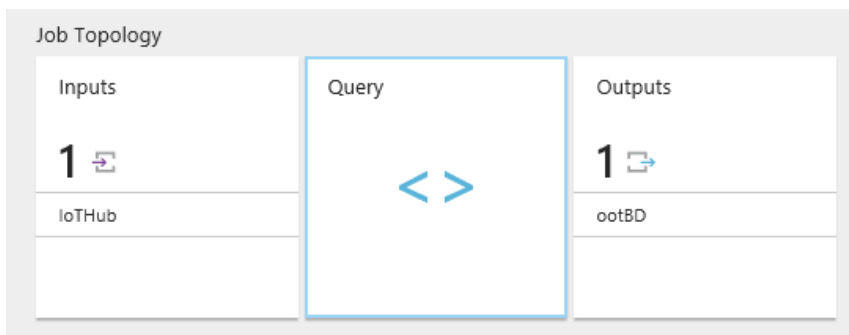 Job Topology
Inputs
1
IoTHub
Query
< >
Outputs
1
ootBD